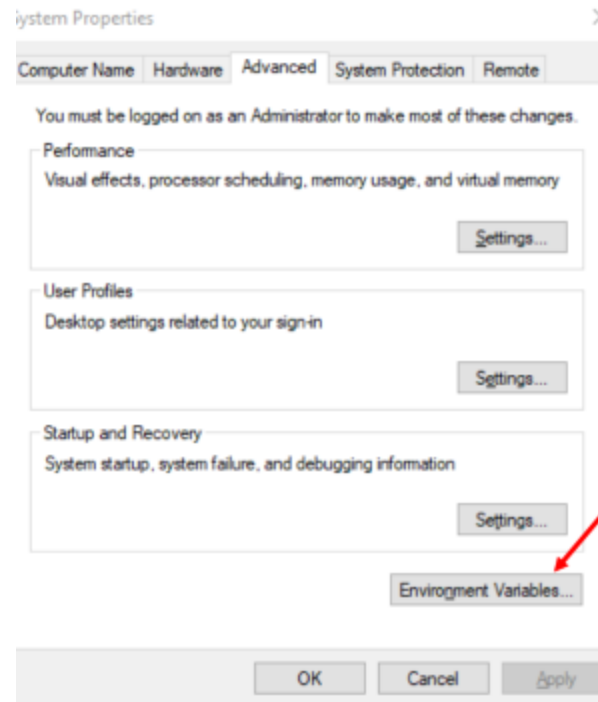 System Properties
Computer Name Hardware Advanced System Protection Remote
You must be logged on as an Administrator to make most of these changes.
Performance
Visual effects, processor scheduling, memory usage, and virtual memory
Settings...
User Profiles
Desktop settings related to your sign-in
Settings...
Startup and Recovery
System startup, system failure, and debugging information
Settings...
Environment Variables...
OK Cancel Apply